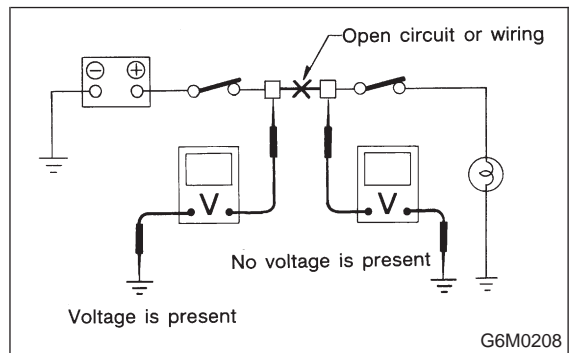 Open circuit or wiring
⊖ ⊕
V V
No voltage is present
Voltage is present
G6M0208